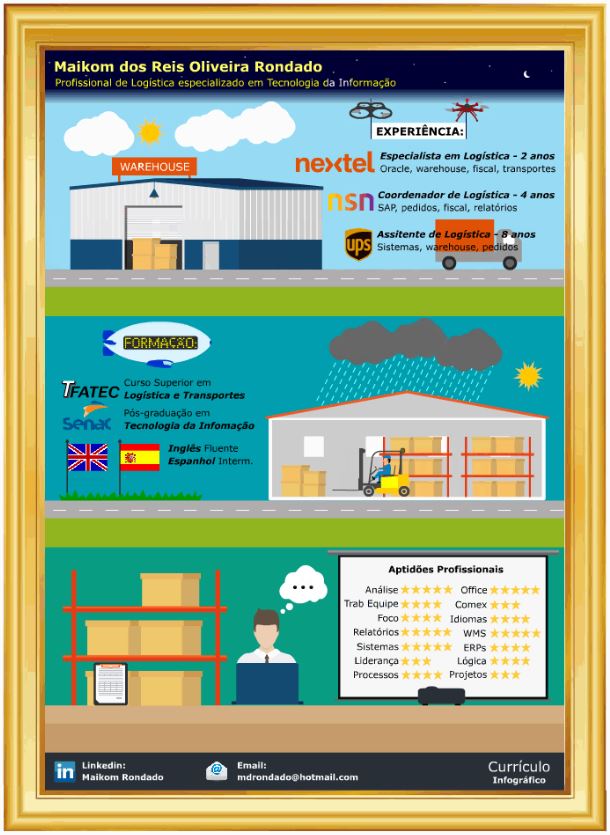 Maikom dos Reis Oliveira Rondado
Profissional de Logística especializado em Tecnologia da Informação
WAREHOUSE
EXPERIÊNCIA:
nextel
Especialista em Logística - 2 anos
Oracle, warehouse, fiscal, transportes
nsn
Coordenador de Logística - 4 anos
SAP, pedidos, fiscal, relatórios
ups
Assitente de Logística - 8 anos
Sistemas, warehouse, pedidos
FORMAÇÃO:
FATEC
Curso Superior em
Logística e Transportes
Senac
Pós-graduação em
Tecnologia da Infomação
Inglês Fluente
Espanhol Interm.
Aptidões Profissionais
Análise Office
Trab Equipe Comex
Foco Idiomas
Relatórios WMS
Sistemas ERPs
Liderança Lógica
Processos Projetos
in
Linkedin:
Maikom Rondado
Email:
mdrondado@hotmail.com
Currículo
Infográfico